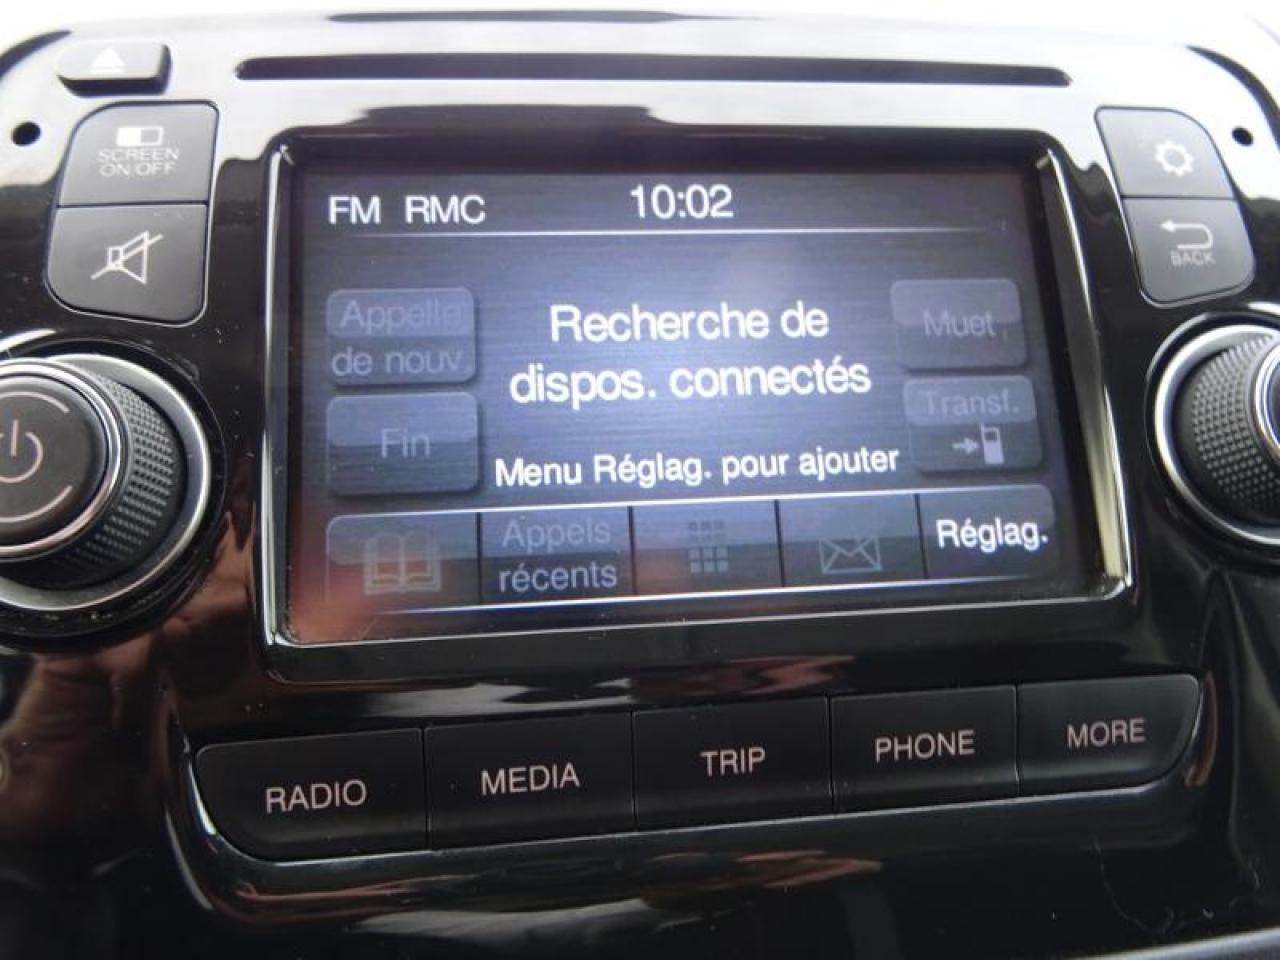 SCREEN
ON/OFF
FM RMC 10:02
Appelle
de nouv.
Recherche de
dispos. connectés
Muet
Fin
Transf.
Menu Réglag. pour ajouter
Appels
récents
Réglag.
BACK
RADIO MEDIA TRIP PHONE MORE